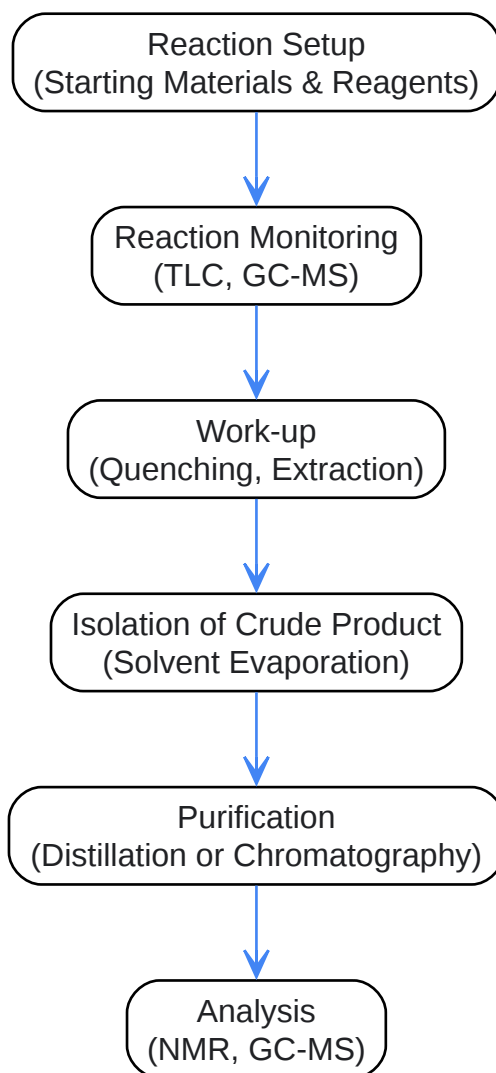 Reaction Setup
(Starting Materials & Reagents)
Reaction Monitoring
(TLC, GC-MS)
Work-up
(Quenching, Extraction)
Isolation of Crude Product
(Solvent Evaporation)
Purification
(Distillation or Chromatography)
Analysis
(NMR, GC-MS)